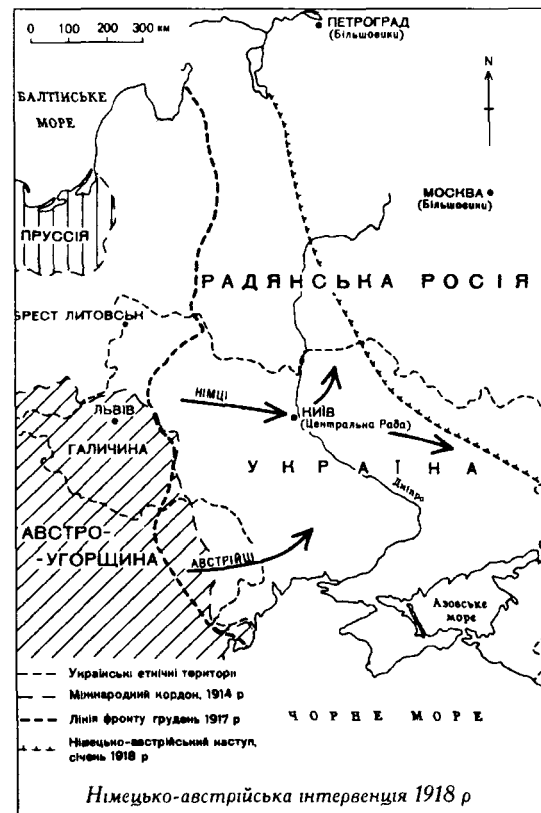 0 100 200 300 КМ
ПЕТРОГРАД
(Більшовики)
N
БАЛТІЙСЬКЕ
МОРЕ
МОСКВА
(Більшовики)
ПРУССІЯ
РАДЯНСЬКА РОСІЯ
БРЕСТ ЛИТОВСЬК
НІМЦІ
КИЇВ
(Центральна Рада)
ЛЬВІВ
ГАЛИЧИНА
УКРАЇНА
Дніпро
АВСТРО-
-УГОРЩИНА
АВСТРІЙЦІ
Азовське
море
Українські етнічні території
Міжнародний кордон, 1914 р
Лінія фронту грудень 1917 р
Німецько-австрійський наступ,
січень 1918 р
ЧОРНЕ МОРЕ
Німецько-австрійська інтервенція 1918 р